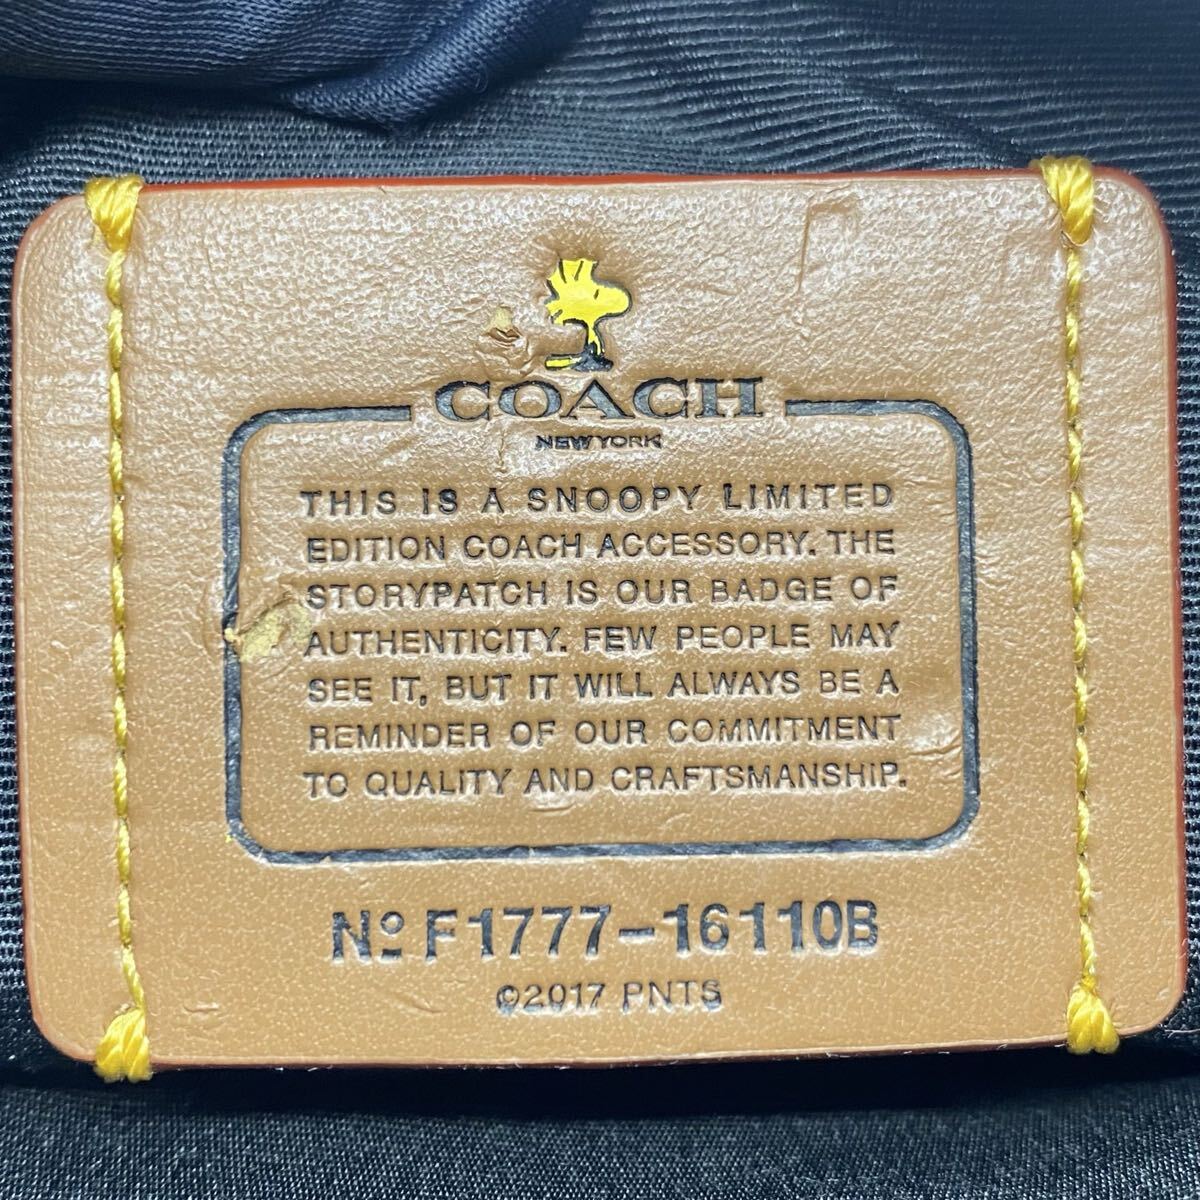 COACH
NEW YORK
THIS IS A SNOOPY LIMITED
EDITION COACH ACCESSORY. THE
STORYPATCH IS OUR BADGE OF
AUTHENTICITY. FEW PEOPLE MAY
SEE IT, BUT IT WILL ALWAYS BE A
REMINDER OF OUR COMMITMENT
TO QUALITY AND CRAFTSMANSHIP.
Nº F1777-16110B
©2017 PNTS